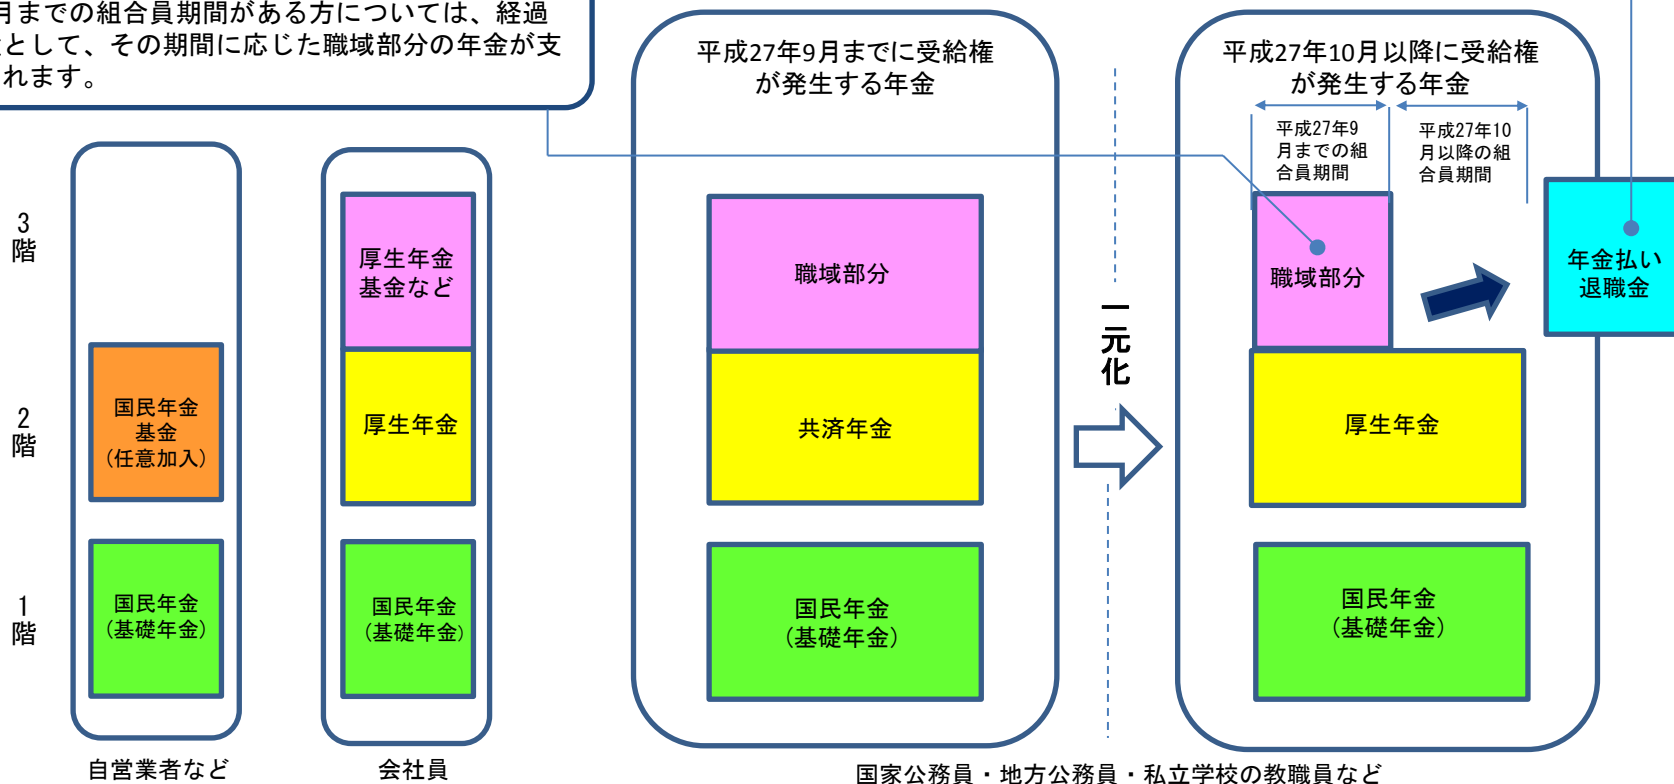 月までの組合員期間がある方については、経過
として、その期間に応じた職域部分の年金が支
れます。
平成27年9月までに受給権
が発生する年金
平成27年10月以降に受給権
が発生する年金
平成27年9
月までの組
合員期間
平成27年10
月以降の組
合員期間
3
階
2
階
1
階
国民年金
基金
(任意加入)
国民年金
(基礎年金)
自営業者など
厚生年金
基金など
厚生年金
国民年金
(基礎年金)
会社員
職域部分
共済年金
国民年金
(基礎年金)
一
元
化
職域部分
年金払い
退職金
厚生年金
国民年金
(基礎年金)
国家公務員・地方公務員・私立学校の教職員など